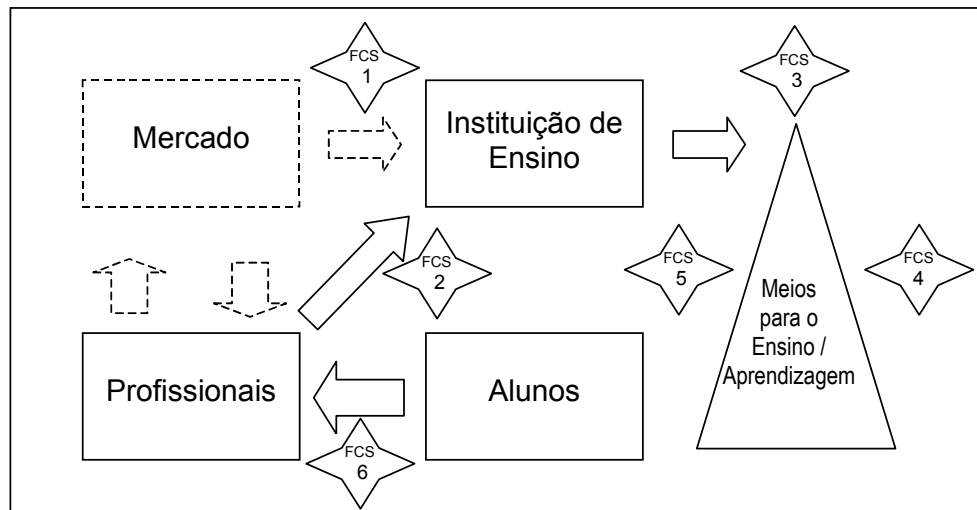 FCS
1
FCS
3
Mercado
Instituição de
Ensino
FCS
2
FCS
5
FCS
4
Meios
para o
Ensino /
Aprendizagem
Profissionais
Alunos
FCS
6